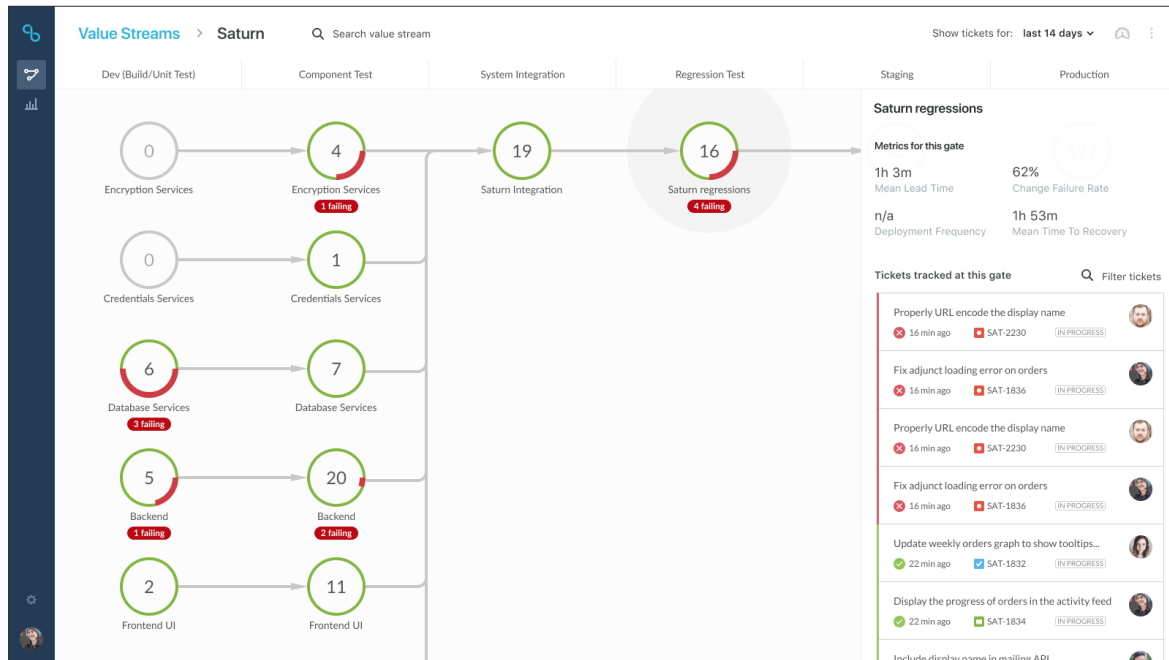 Value Streams > Saturn
Search value stream
Show tickets for: last 14 days
Dev (Build/Unit Test)
Component Test
System Integration
Regression Test
Staging
Production
0
Encryption Services
4
Encryption Services
1 failing
19
Saturn Integration
16
Saturn regressions
4 failing
0
Credentials Services
1
Credentials Services
6
Database Services
3 failing
7
Database Services
5
Backend
1 failing
20
Backend
2 failing
2
Frontend UI
11
Frontend UI
Saturn regressions
Metrics for this gate
197
1h 3m
Mean Lead Time
62%
Change Failure Rate
n/a
Deployment Frequency
1h 53m
Mean Time To Recovery
Tickets tracked at this gate
Filter tickets
Properly URL encode the display name
16 min ago SAT-2230 IN PROGRESS
Fix adjunct loading error on orders
16 min ago SAT-1836 IN PROGRESS
Properly URL encode the display name
16 min ago SAT-2230 IN PROGRESS
Fix adjunct loading error on orders
16 min ago SAT-1836 IN PROGRESS
Update weekly orders graph to show tooltips...
22 min ago SAT-1832 IN PROGRESS
Display the progress of orders in the activity feed
22 min ago SAT-1834 IN PROGRESS
Include display name in mailing API